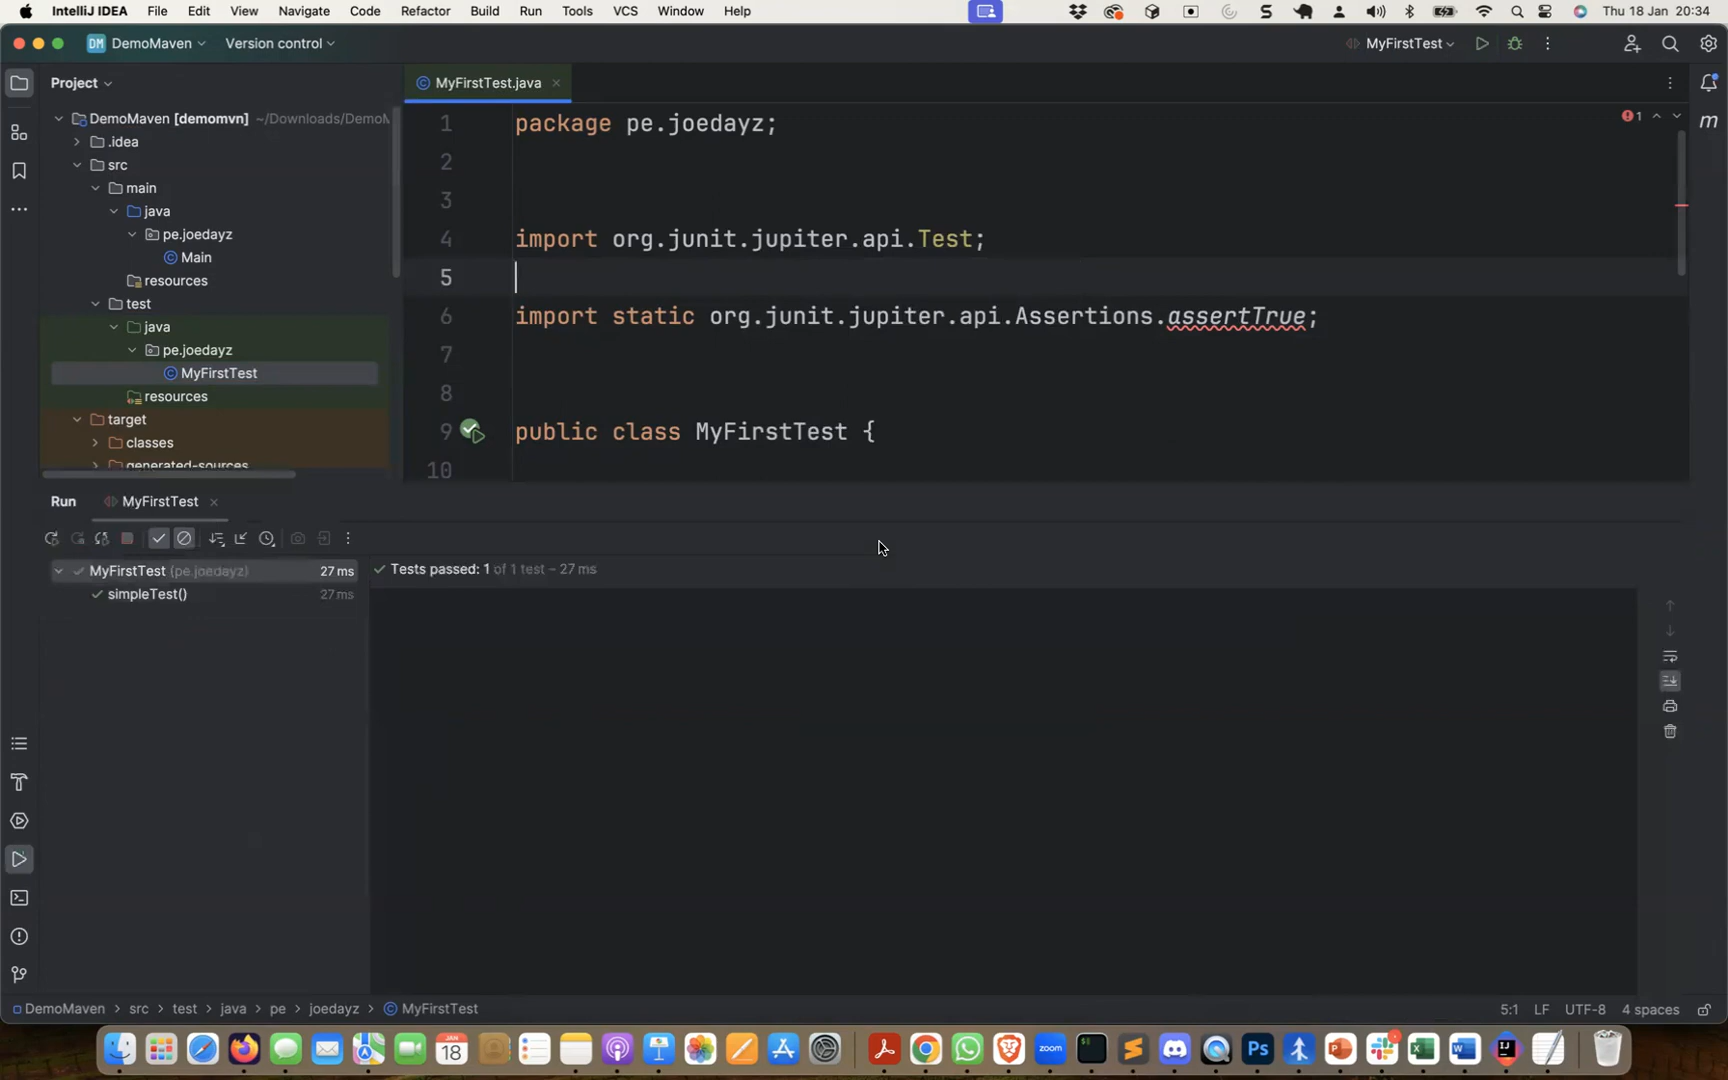 IntelliJ IDEA File Edit View Navigate Code Refactor Build Run Tools VCS Window Help Thu 18 Jan 20:34
DM DemoMaven Version control MyFirstTest
Project MyFirstTest.java
DemoMaven [demomvn] ~/Downloads/DemoM
.idea
src
main
java
pe.joedayz
Main
resources
test
java
pe.joedayz
MyFirstTest
resources
target
classes
generated-sources
1 package pe.joedayz;
2
3
4 import org.junit.jupiter.api.Test;
5
6 import static org.junit.jupiter.api.Assertions.assertTrue;
7
8
9 public class MyFirstTest {
10
1
m
Run MyFirstTest
MyFirstTest (pe.joedayz) 27 ms
simpleTest() 27 ms
Tests passed: 1 of 1 test – 27 ms
DemoMaven > src > test > java > pe > joedayz > MyFirstTest 5:1 LF UTF-8 4 spaces
JAN
18
zoom
Ps